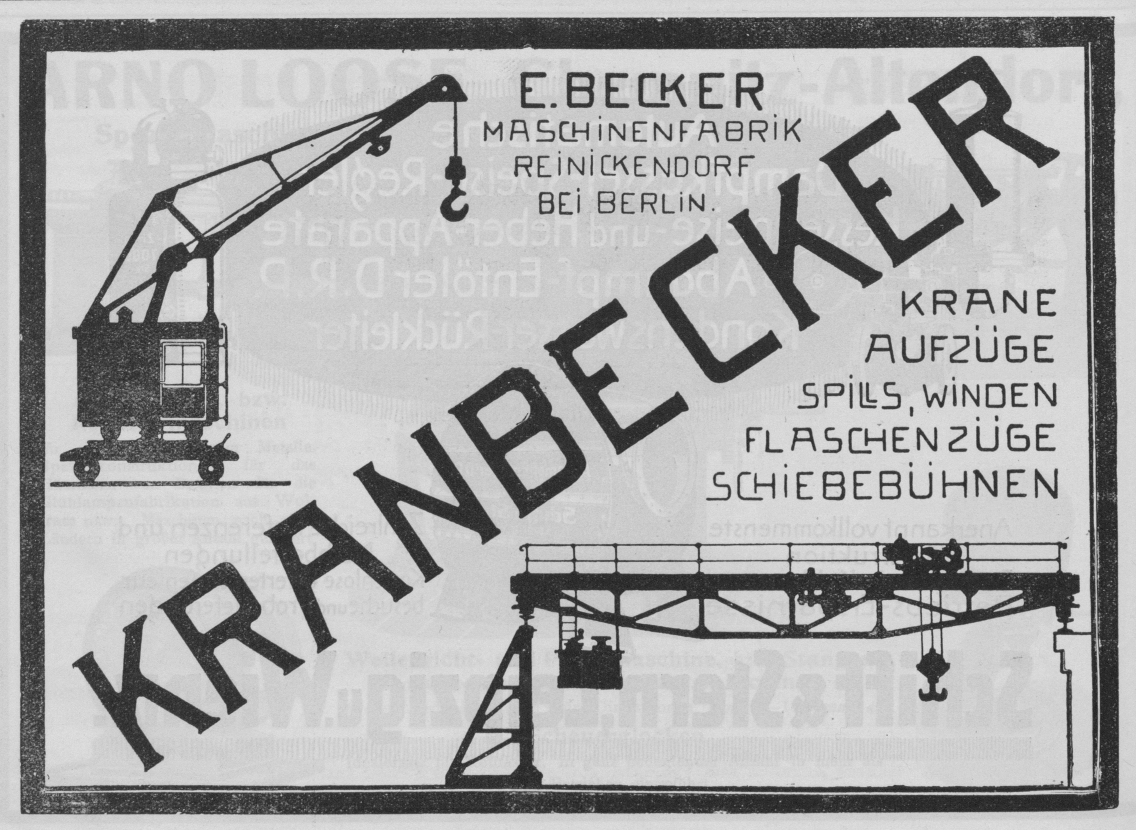 E. BECKER
MASCHINENFABRIK
REINICKENDORF
BEI BERLIN.
KRANBECKER
KRANE
AUFZÜGE
SPILLS, WINDEN
FLASCHENZÜGE
SCHIEBEBÜHNEN